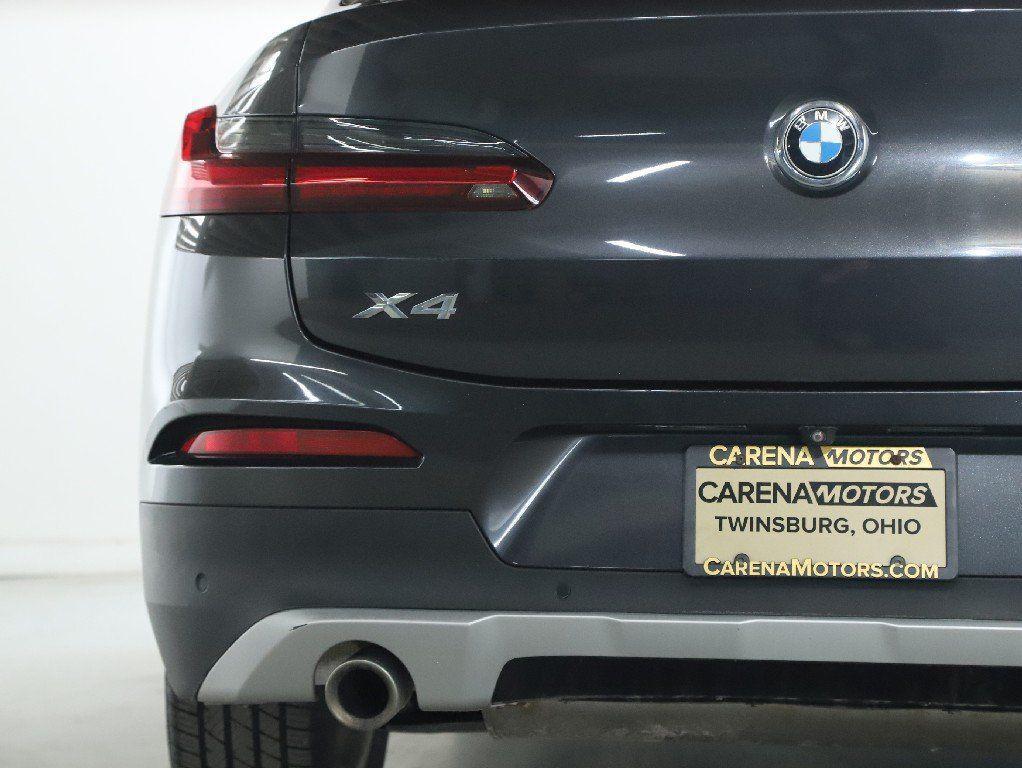 BMW
X4
CARENA MOTORS
CARENA MOTORS
TWINSBURG, OHIO
CARENAMOTORS.COM